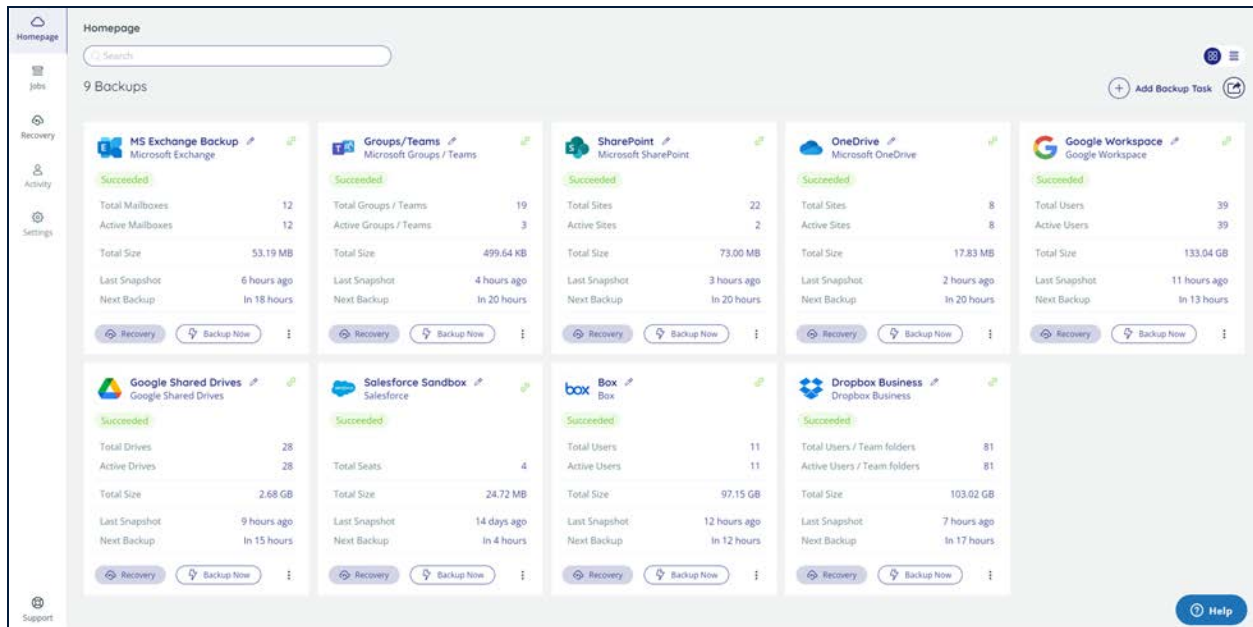 Homepage
Jobs
Recovery
Activity
Settings
Support
Homepage
Search
9 Backups
Add Backup Task
MS Exchange Backup
Microsoft Exchange
Succeeded
Total Mailboxes 12
Active Mailboxes 12
Total Size 53.19 MB
Last Snapshot 6 hours ago
Next Backup In 18 hours
Recovery Backup Now
Groups/Teams
Microsoft Groups / Teams
Succeeded
Total Groups / Teams 19
Active Groups / Teams 3
Total Size 499.64 KB
Last Snapshot 4 hours ago
Next Backup In 20 hours
Recovery Backup Now
SharePoint
Microsoft SharePoint
Succeeded
Total Sites 22
Active Sites 2
Total Size 73.00 MB
Last Snapshot 3 hours ago
Next Backup In 20 hours
Recovery Backup Now
OneDrive
Microsoft OneDrive
Succeeded
Total Sites 8
Active Sites 8
Total Size 17.83 MB
Last Snapshot 2 hours ago
Next Backup In 20 hours
Recovery Backup Now
Google Workspace
Google Workspace
Succeeded
Total Users 39
Active Users 39
Total Size 133.04 GB
Last Snapshot 11 hours ago
Next Backup In 13 hours
Recovery Backup Now
Google Shared Drives
Google Shared Drives
Succeeded
Total Drives 28
Active Drives 28
Total Size 2.68 GB
Last Snapshot 9 hours ago
Next Backup In 15 hours
Recovery Backup Now
Salesforce Sandbox
Salesforce
Succeeded
Total Seats 4
Total Size 24.72 MB
Last Snapshot 14 days ago
Next Backup In 4 hours
Recovery Backup Now
box Box
Box
Succeeded
Total Users 11
Active Users 11
Total Size 97.15 GB
Last Snapshot 12 hours ago
Next Backup In 12 hours
Recovery Backup Now
Dropbox Business
Dropbox Business
Succeeded
Total Users / Team folders 81
Active Users / Team folders 81
Total Size 103.02 GB
Last Snapshot 7 hours ago
Next Backup In 17 hours
Recovery Backup Now
Help